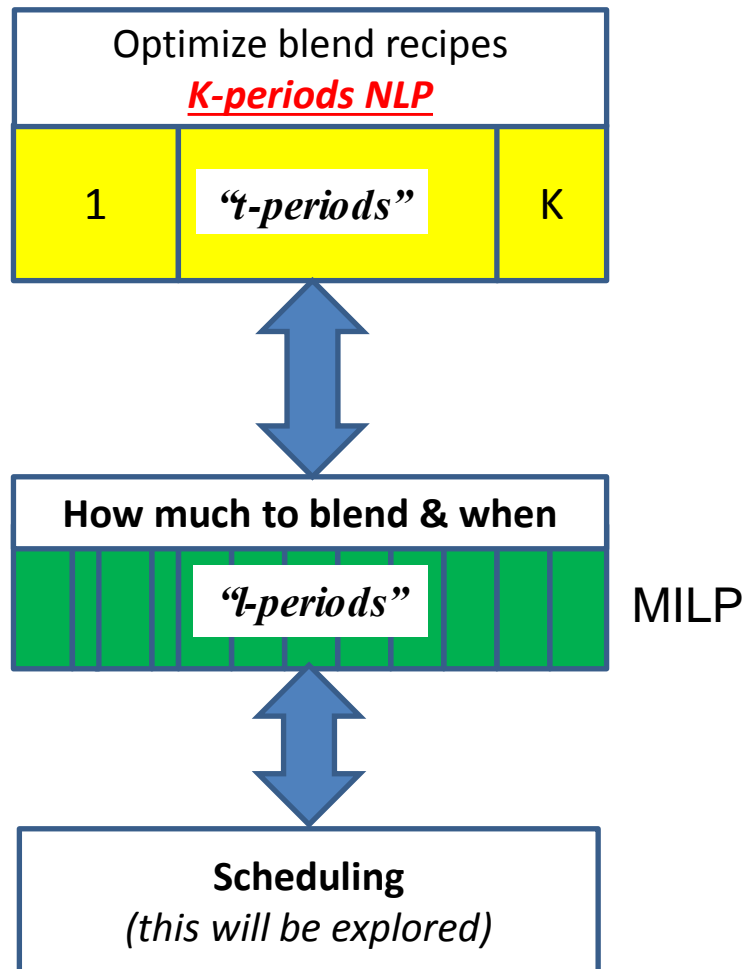 Optimize blend recipes
K-periods NLP
1 “t-periods” K
How much to blend & when
“l-periods”
MILP
Scheduling
(this will be explored)